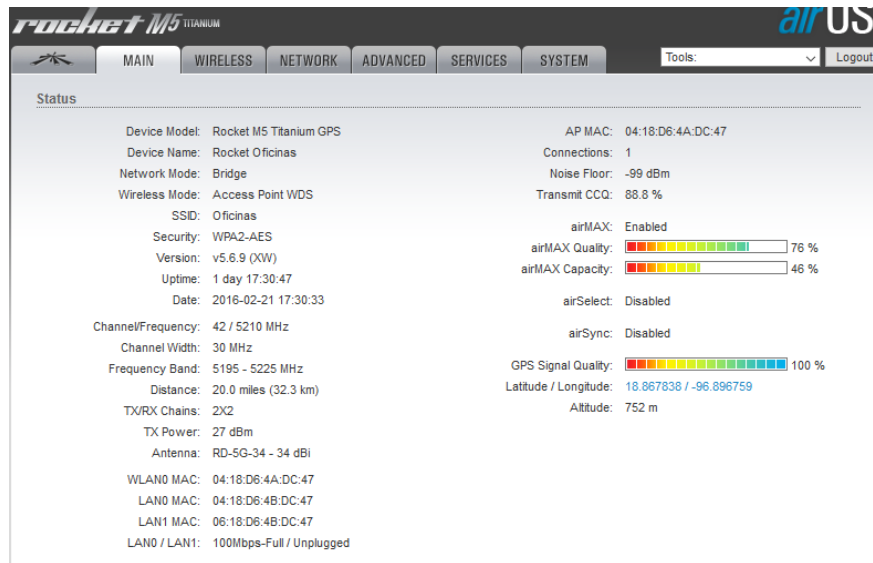 rocket M5 TITANIUM
air US
MAIN WIRELESS NETWORK ADVANCED SERVICES SYSTEM Tools: Logout
Status
Device Model: Rocket M5 Titanium GPS
Device Name: Rocket Oficinas
Network Mode: Bridge
Wireless Mode: Access Point WDS
SSID: Oficinas
Security: WPA2-AES
Version: v5.6.9 (XW)
Uptime: 1 day 17:30:47
Date: 2016-02-21 17:30:33
Channel/Frequency: 42 / 5210 MHz
Channel Width: 30 MHz
Frequency Band: 5195 - 5225 MHz
Distance: 20.0 miles (32.3 km)
TX/RX Chains: 2X2
TX Power: 27 dBm
Antenna: RD-5G-34 - 34 dBi
WLAN0 MAC: 04:18:D6:4A:DC:47
LAN0 MAC: 04:18:D6:4B:DC:47
LAN1 MAC: 06:18:D6:4B:DC:47
LAN0 / LAN1: 100Mbps-Full / Unplugged
AP MAC: 04:18:D6:4A:DC:47
Connections: 1
Noise Floor: -99 dBm
Transmit CCQ: 88.8 %
airMAX: Enabled
airMAX Quality: 76 %
airMAX Capacity: 46 %
airSelect: Disabled
airSync: Disabled
GPS Signal Quality: 100 %
Latitude / Longitude: 18.867838 / -96.896759
Altitude: 752 m